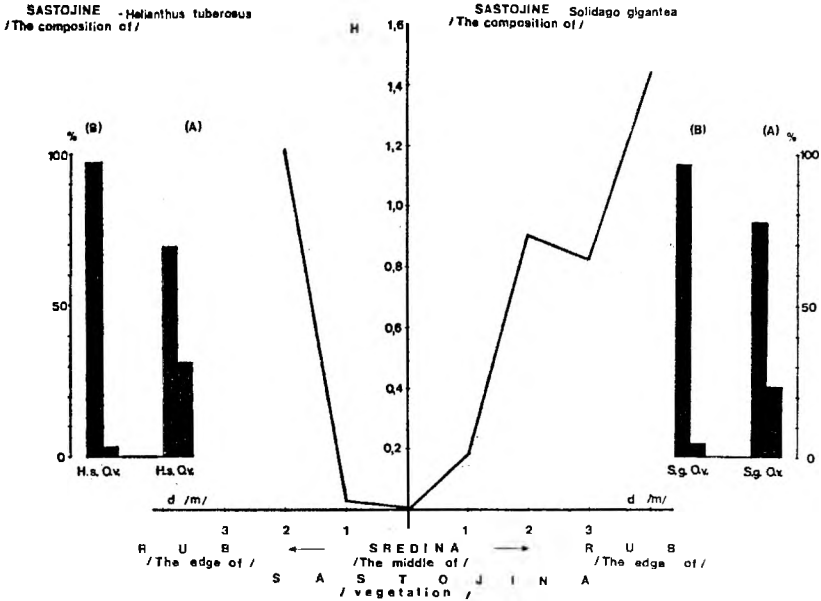 SASTOJINE - Helianthus tuberosus
/The composition of/
SASTOJINE Solidago gigantea
/The composition of/
H
1,6
1,4
1,2
1,0
0,8
0,6
0,4
0,2
% (B) (A)
100
50
0
H.s. O.v. H.s. O.v.
(B) (A) %
100
50
0
S.g. O.v. S.g. O.v.
d /m/ d /m/
3 2 1 1 2 3
R U B ← SREDINA → R U B
/The edge of/ /The middle of/ /The edge of/
S A S T O J I N A
/vegetation/